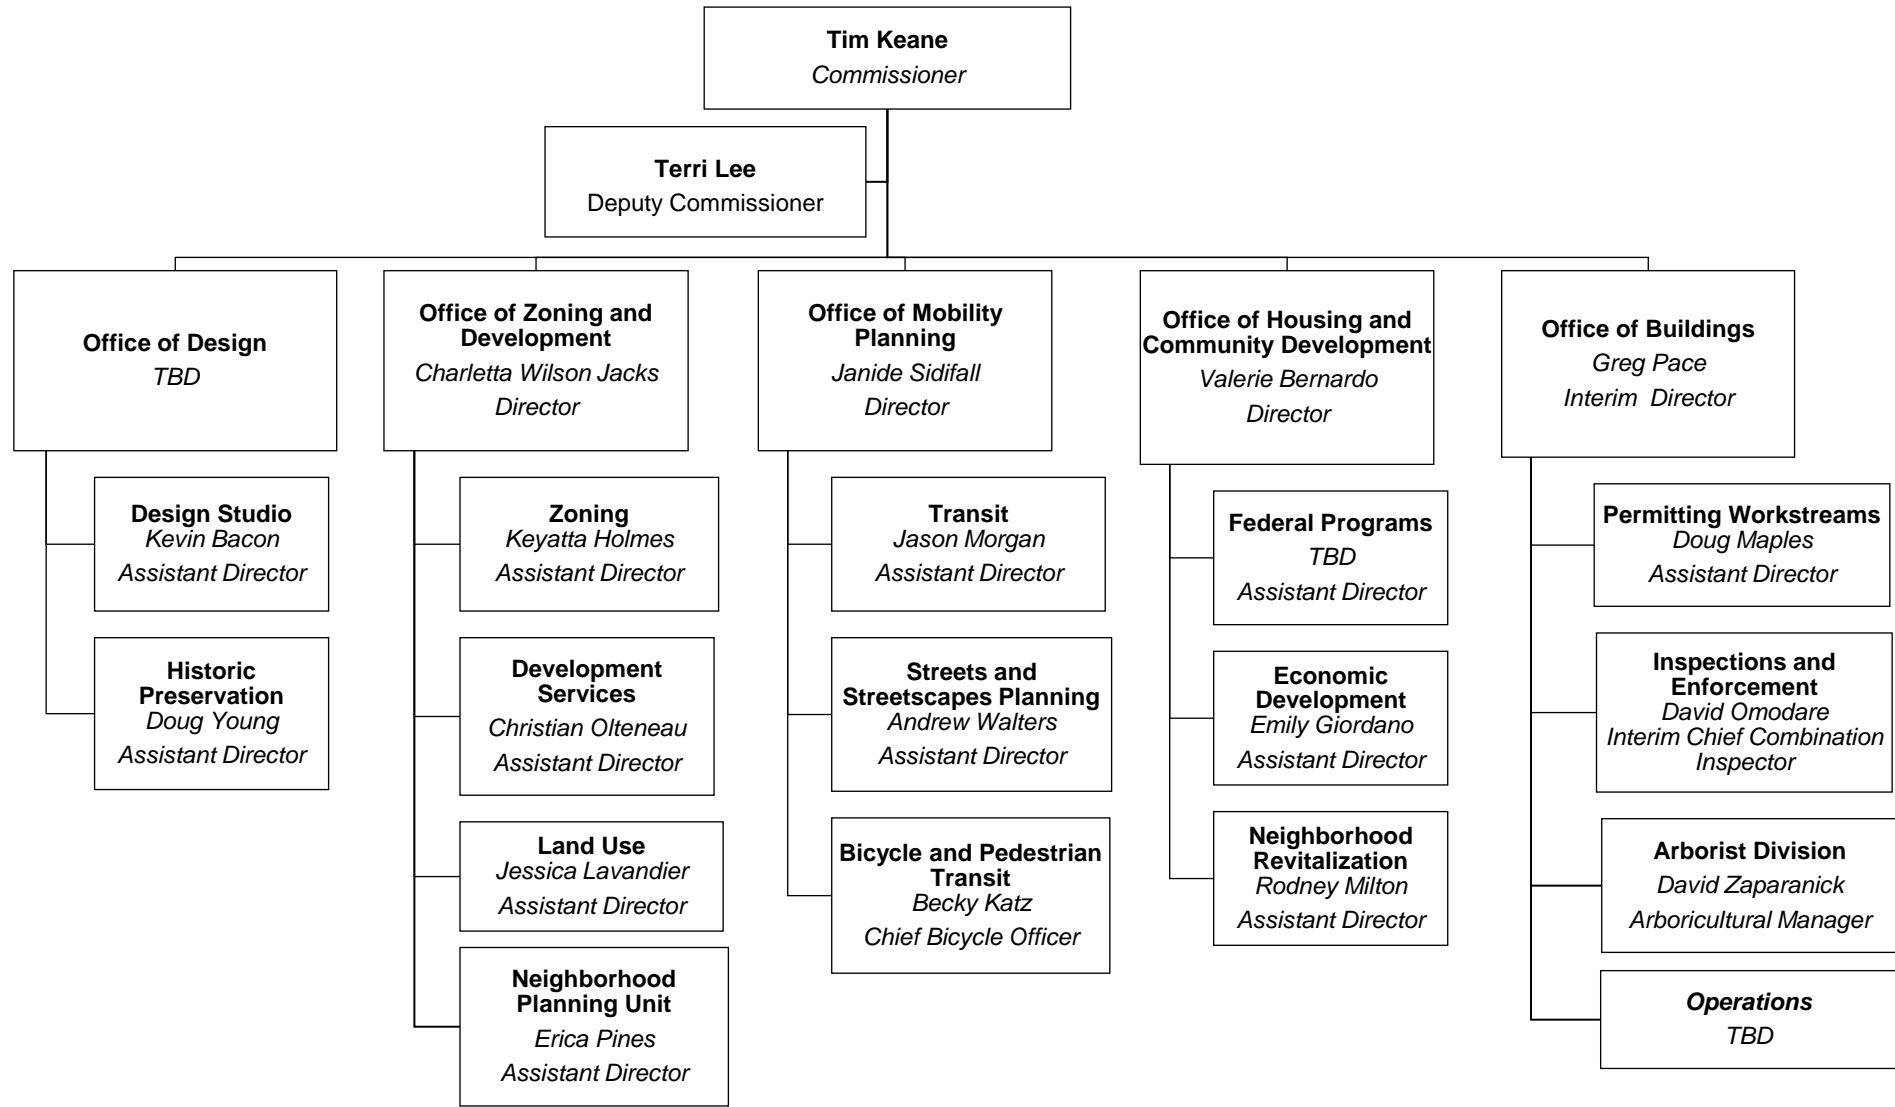 Tim Keane
Commissioner
Terri Lee
Deputy Commissioner
Office of Design
TBD
Design Studio
Kevin Bacon
Assistant Director
Historic
Preservation
Doug Young
Assistant Director
Office of Zoning and
Development
Charletta Wilson Jacks
Director
Zoning
Keyatta Holmes
Assistant Director
Development
Services
Christian Olteneau
Assistant Director
Land Use
Jessica Lavandier
Assistant Director
Neighborhood
Planning Unit
Erica Pines
Assistant Director
Office of Mobility
Planning
Janide Sidifall
Director
Transit
Jason Morgan
Assistant Director
Streets and
Streetscapes Planning
Andrew Walters
Assistant Director
Bicycle and Pedestrian
Transit
Becky Katz
Chief Bicycle Officer
Office of Housing and
Community Development
Valerie Bernardo
Director
Federal Programs
TBD
Assistant Director
Economic
Development
Emily Giordano
Assistant Director
Neighborhood
Revitalization
Rodney Milton
Assistant Director
Office of Buildings
Greg Pace
Interim  Director
Permitting Workstreams
Doug Maples
Assistant Director
Inspections and
Enforcement
David Omodare
Interim Chief Combination
Inspector
Arborist Division
David Zaparanick
Arboricultural Manager
Operations
TBD